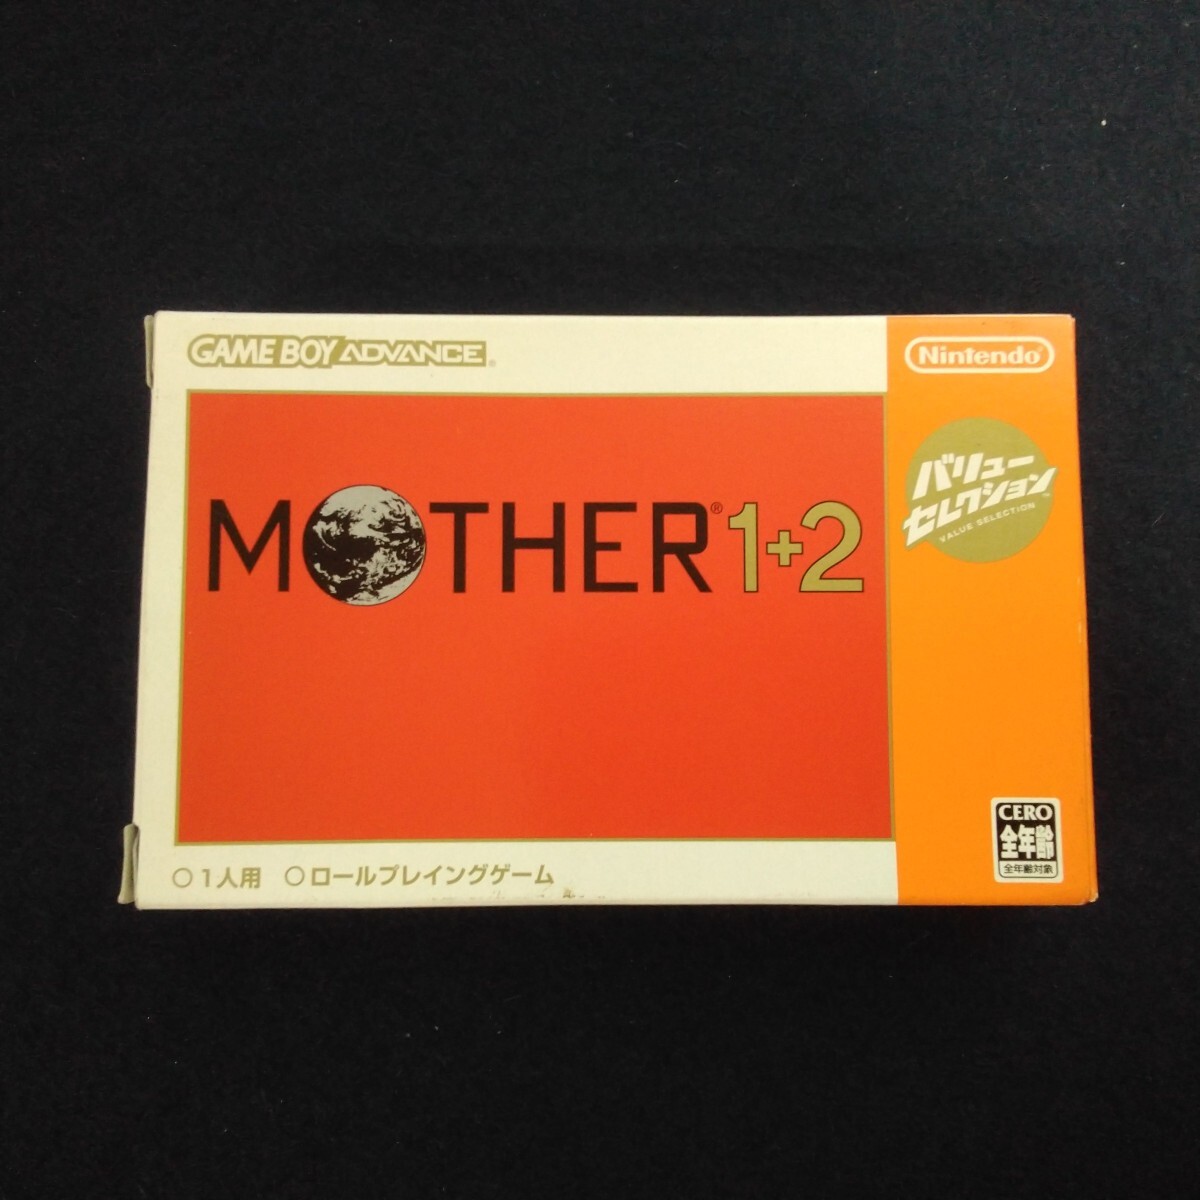 GAME BOY ADVANCE®
Nintendo®
バリュー
セレクション™
VALUE SELECTION
MOTHER® 1+2
CERO
全年齢
全年齢対象
○1人用 ○ロールプレイングゲーム